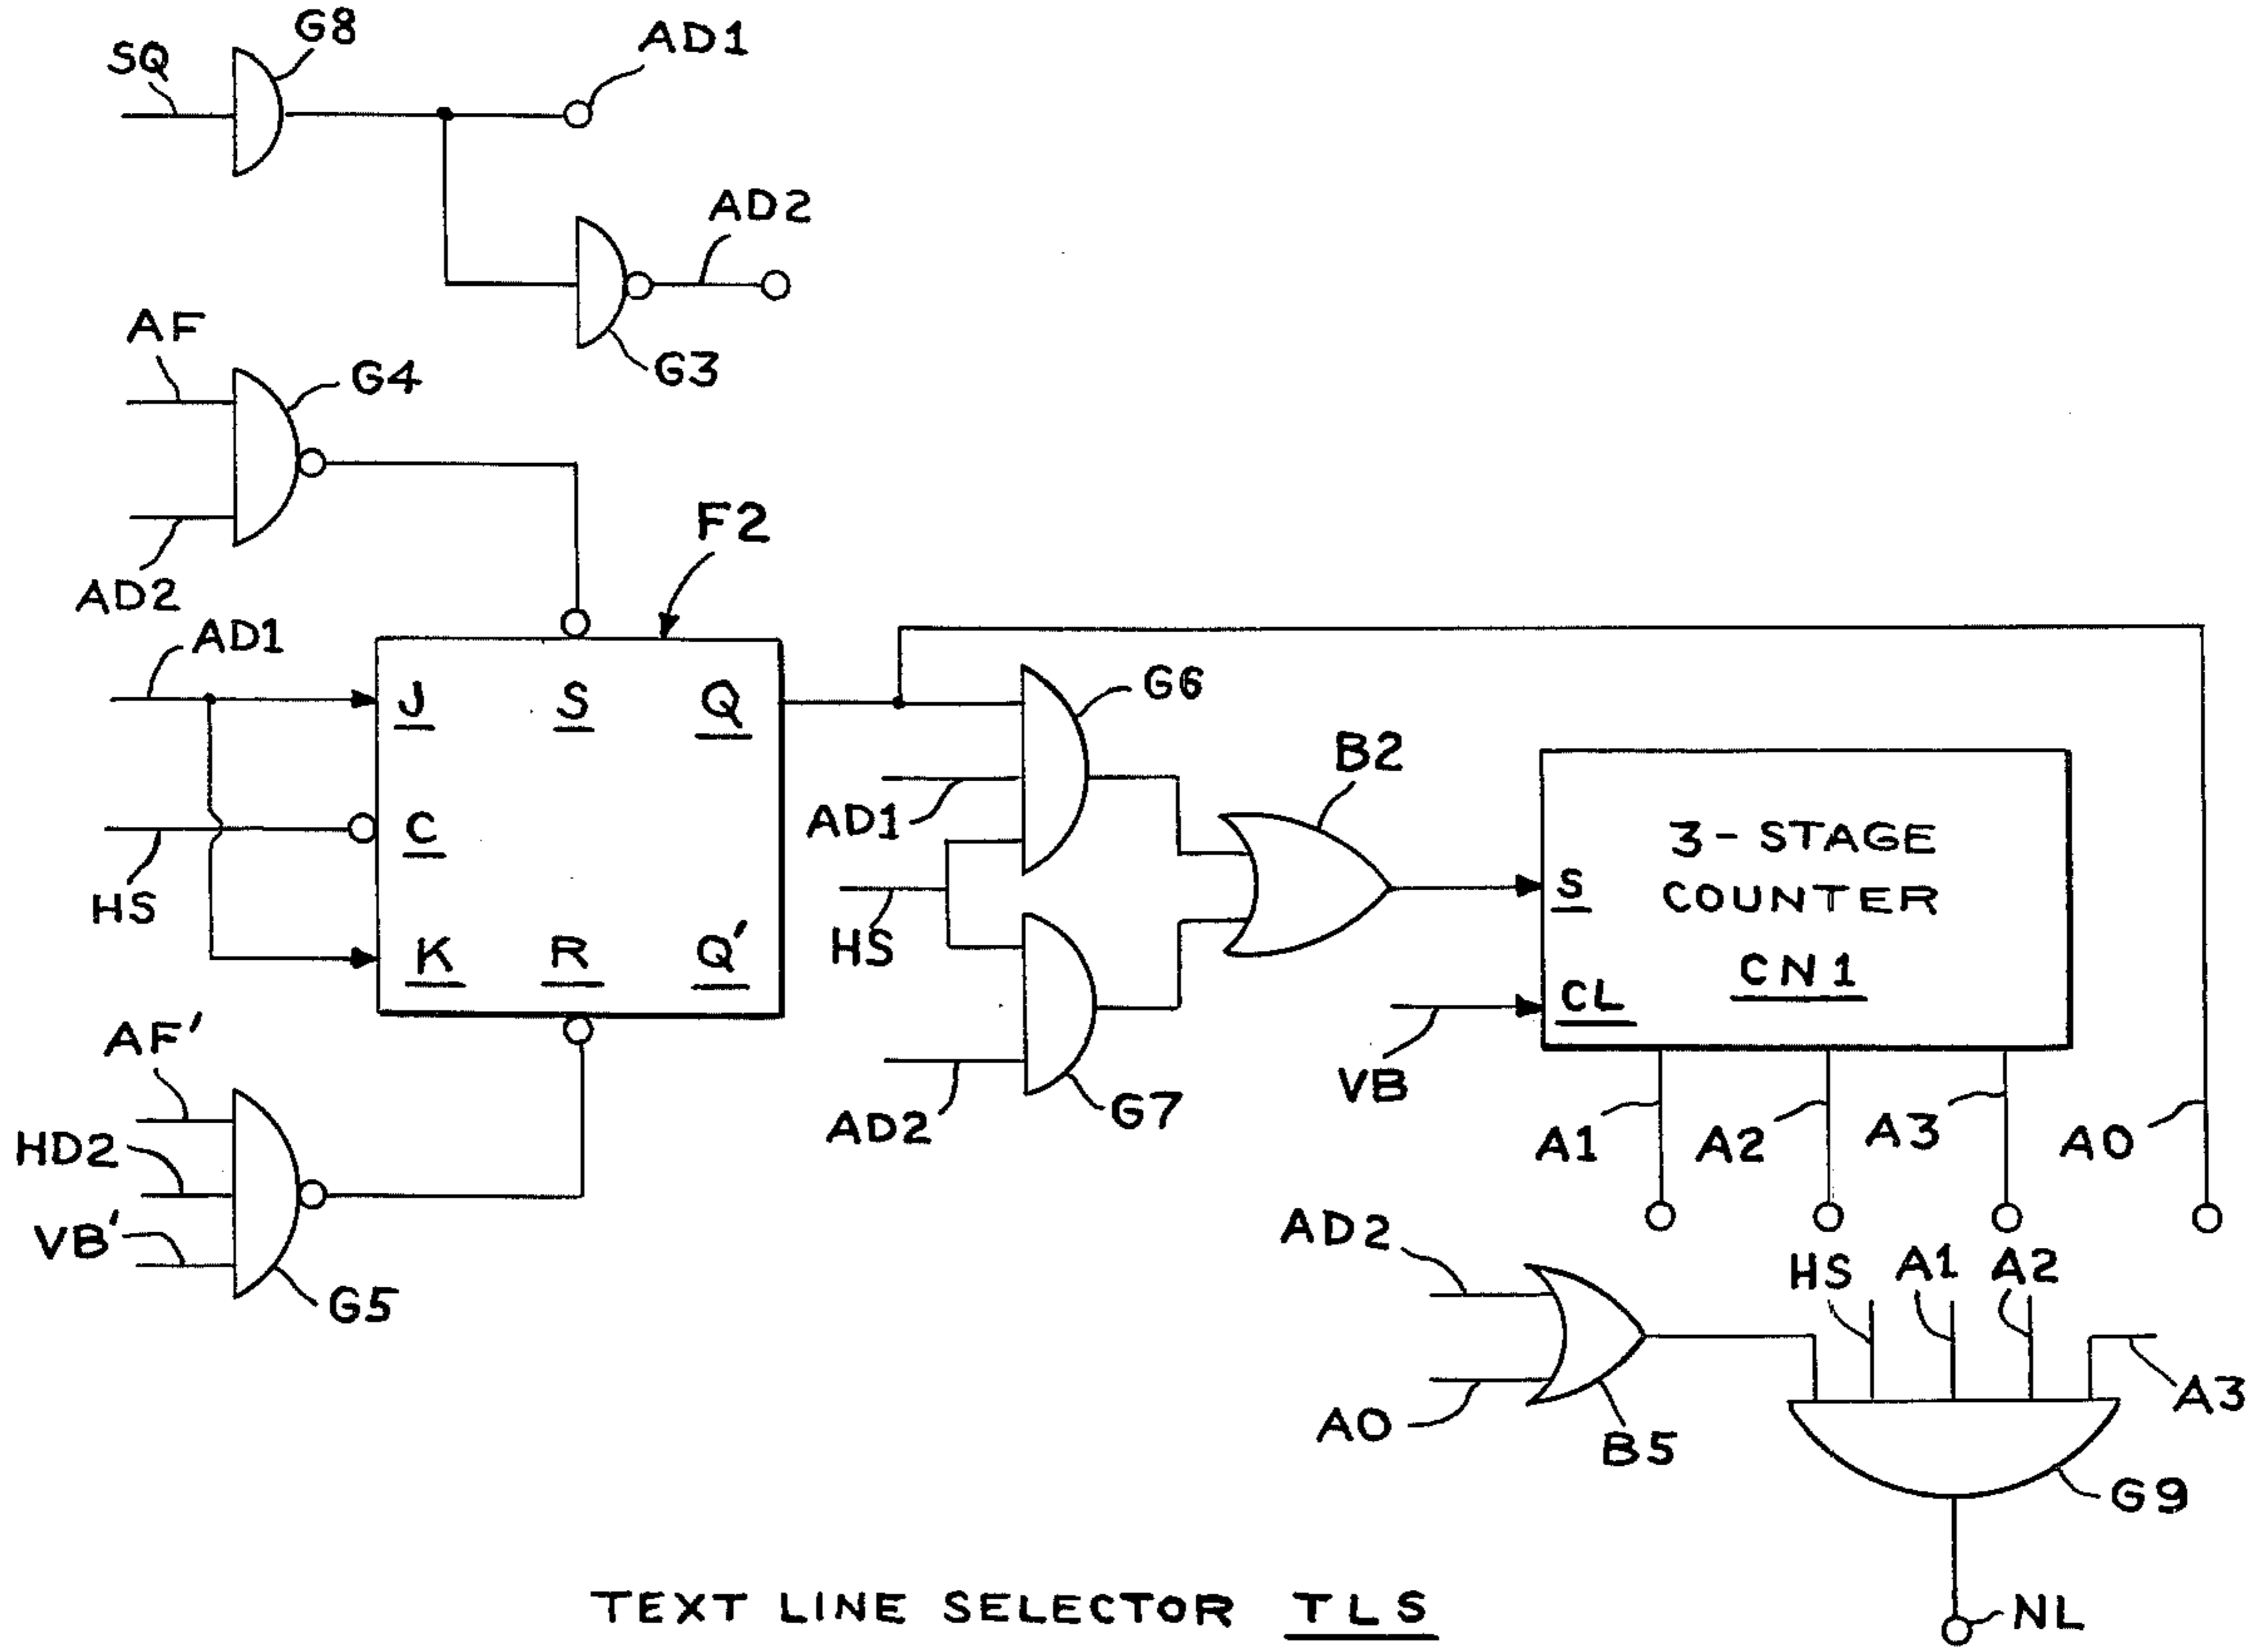 SQ
G8
AD1
AD2
G3
AF
G4
AD2
F2
AD1
J
S
Q
C
HS
K
R
Q'
G6
AD1
HS
AD2
G7
B2
3-STAGE
COUNTER
CN1
S
CL
VB
A1
A2
A3
A0
AF'
HD2
VB'
G5
AD2
A0
B5
HS
A1
A2
A3
G9
NL
TEXT LINE SELECTOR TLS